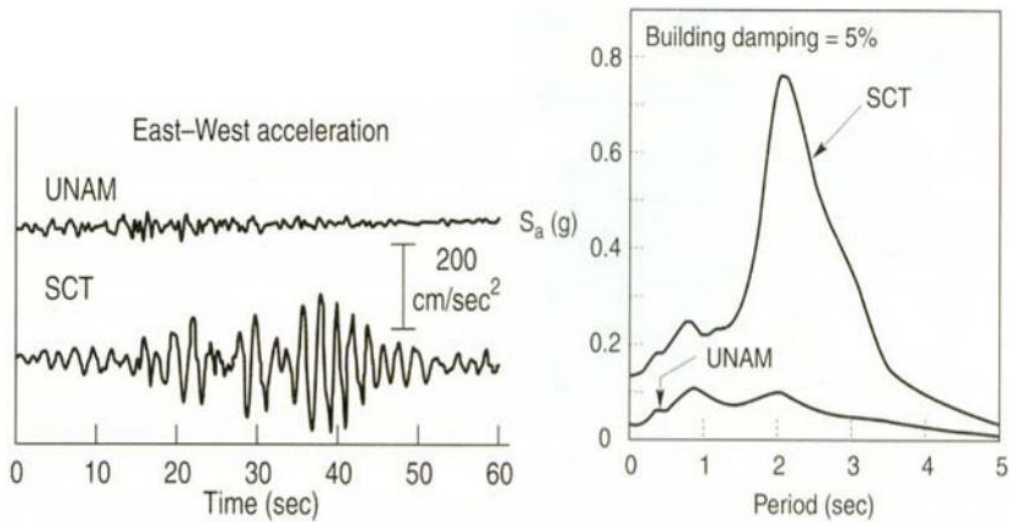 East–West acceleration
UNAM
SCT
200
cm/sec²
0 10 20 30 40 50 60
Time (sec)
Building damping = 5%
SCT
UNAM
Sₐ (g)
0.8
0.6
0.4
0.2
0
0 1 2 3 4 5
Period (sec)